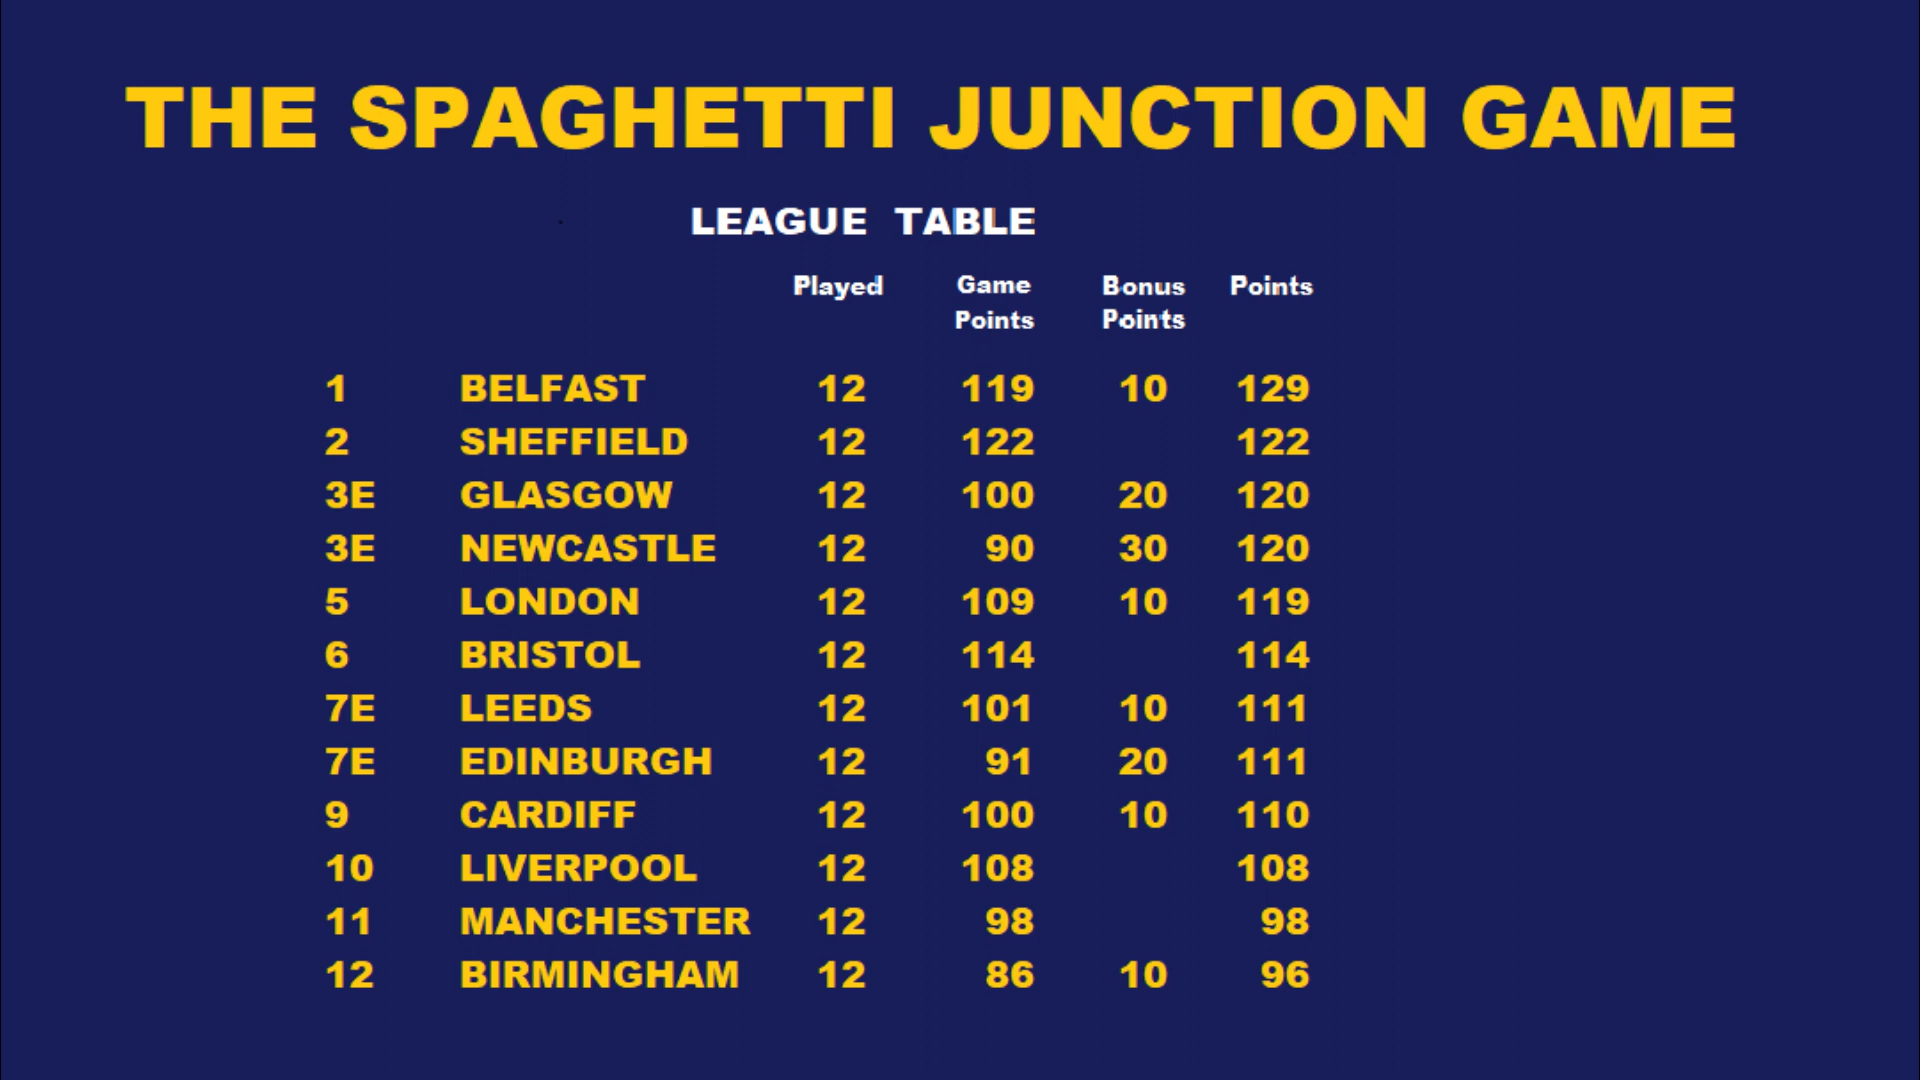 THE SPAGHETTI JUNCTION GAME
LEAGUE TABLE
Played Game Points Bonus Points Points
1 BELFAST 12 119 10 129
2 SHEFFIELD 12 122 122
3E GLASGOW 12 100 20 120
3E NEWCASTLE 12 90 30 120
5 LONDON 12 109 10 119
6 BRISTOL 12 114 114
7E LEEDS 12 101 10 111
7E EDINBURGH 12 91 20 111
9 CARDIFF 12 100 10 110
10 LIVERPOOL 12 108 108
11 MANCHESTER 12 98 98
12 BIRMINGHAM 12 86 10 96